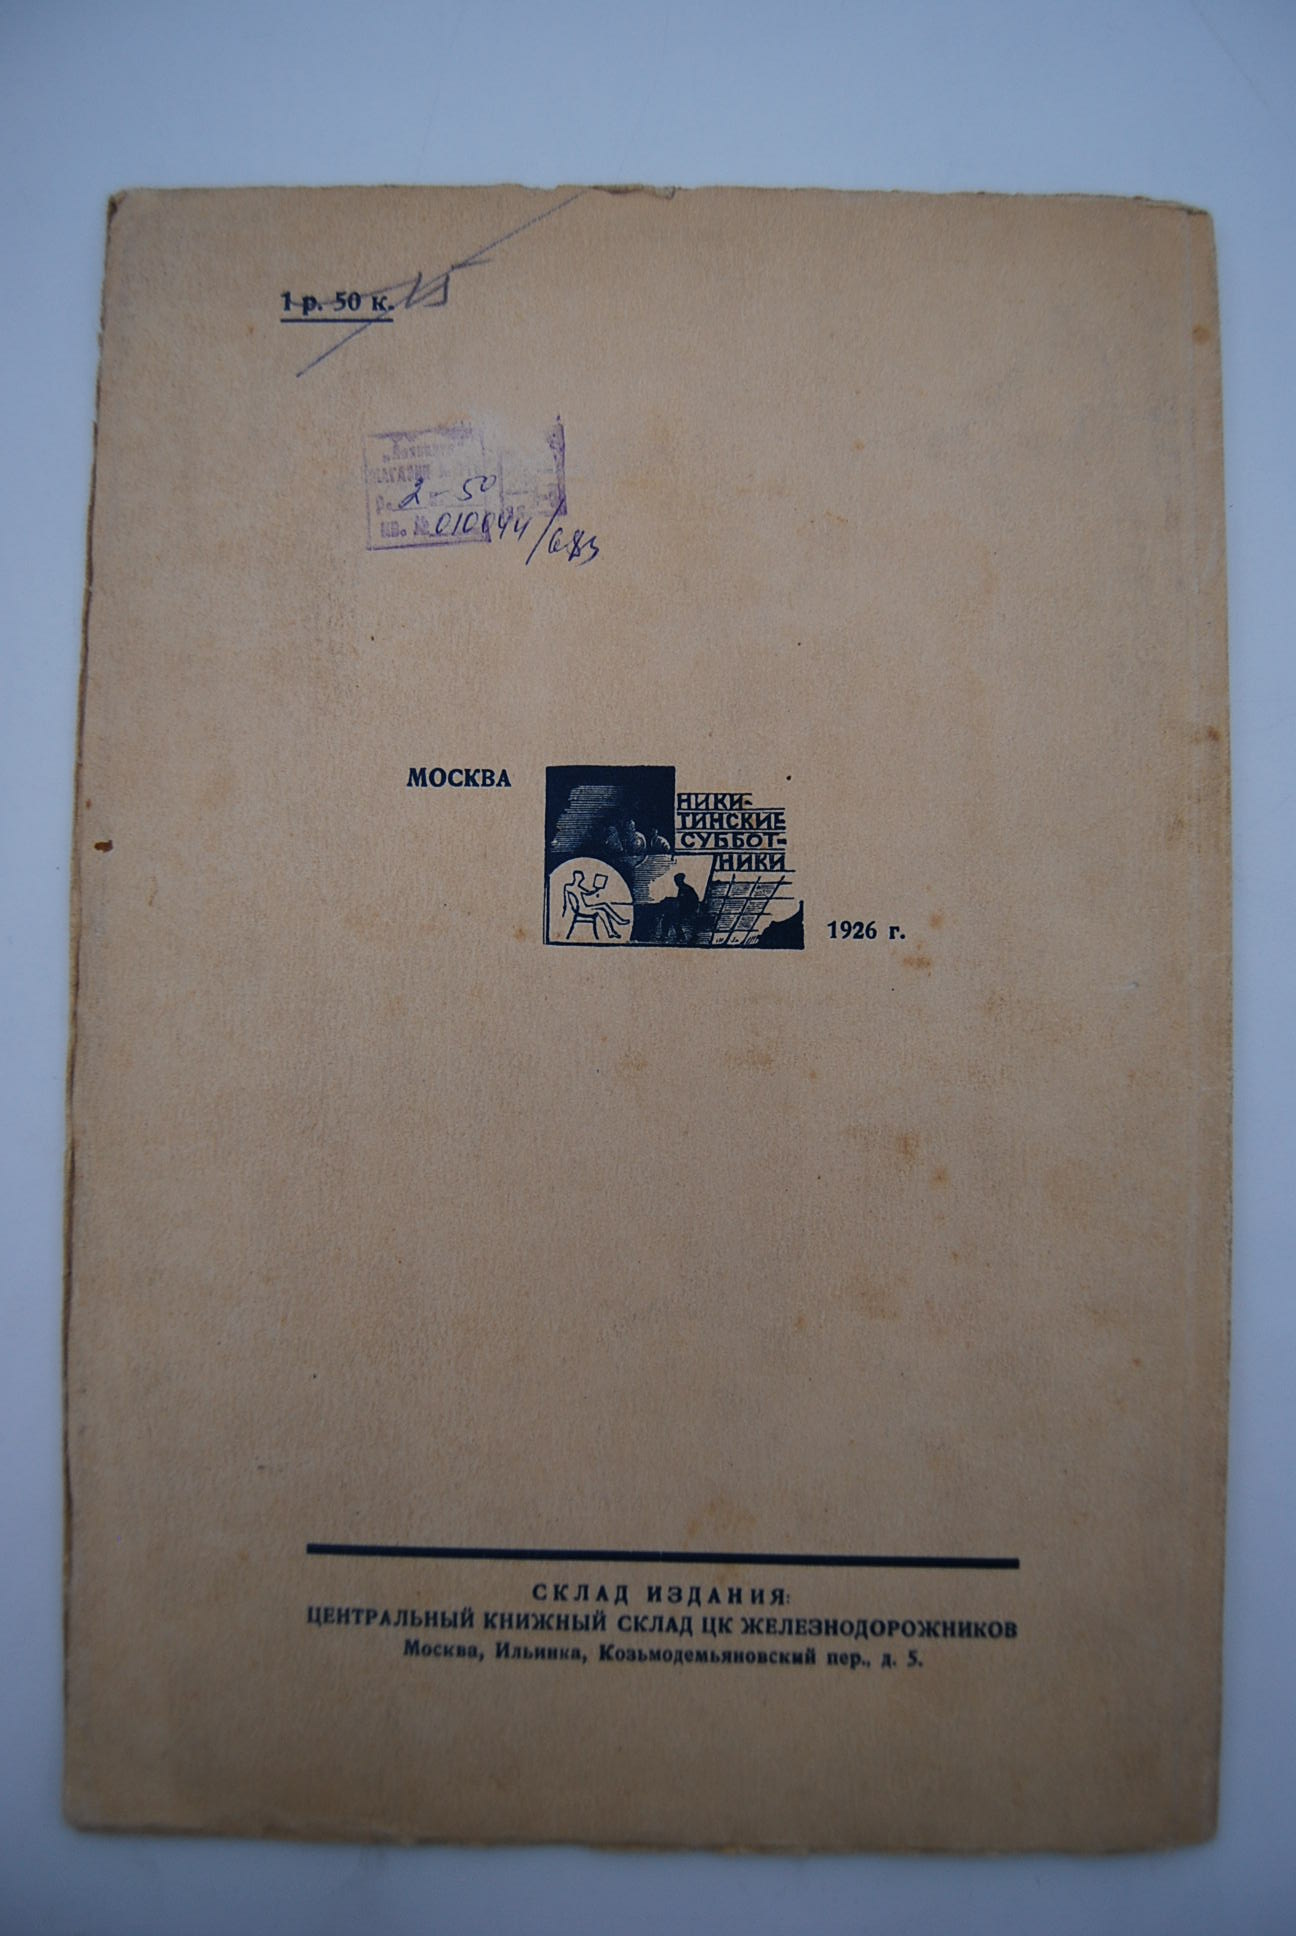 1 р. 50 к. 15
2-50
МОСКВА
НИКИ-
ТИНСКИЕ
СУББОТ-
НИКИ
1926 г.
СКЛАД ИЗДАНИЯ:
ЦЕНТРАЛЬНЫЙ КНИЖНЫЙ СКЛАД ЦК ЖЕЛЕЗНОДОРОЖНИКОВ
Москва, Ильинка, Козьмодемьяновский пер., д. 5.